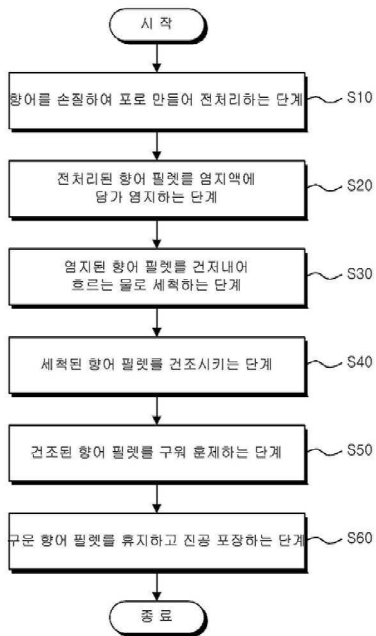 시 작
향어를 손질하여 포로 만들어 전처리하는 단계
S10
전처리된 향어 필렛를 염지액에
담가 염지하는 단계
S20
염지된 향어 필렛를 건져내어
흐르는 물로 세척하는 단계
S30
세척된 향어 필렛를 건조시키는 단계
S40
건조된 향어 필렛를 구워 훈제하는 단계
S50
구운 향어 필렛를 휴지하고 진공 포장하는 단계
S60
종 료